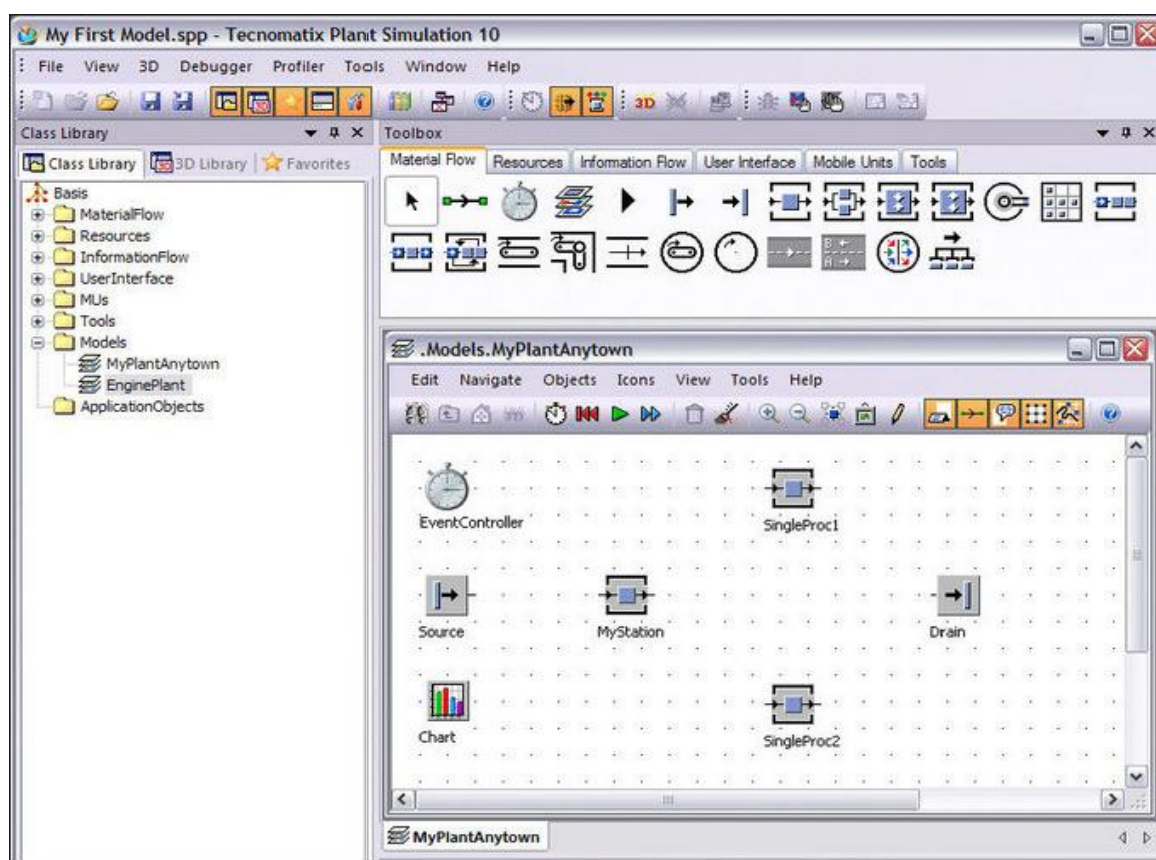 My First Model.spp - Tecnomatix Plant Simulation 10
File View 3D Debugger Profiler Tools Window Help
3D
Class Library
Toolbox
Class Library 3D Library Favorites
Material Flow Resources Information Flow User Interface Mobile Units Tools
Basis
MaterialFlow
Resources
InformationFlow
UserInterface
MUs
Tools
Models
MyPlantAnytown
EnginePlant
ApplicationObjects
B
A
.Models.MyPlantAnytown
Edit Navigate Objects Icons View Tools Help
EventController
SingleProc1
Source
MyStation
Drain
Chart
SingleProc2
MyPlantAnytown